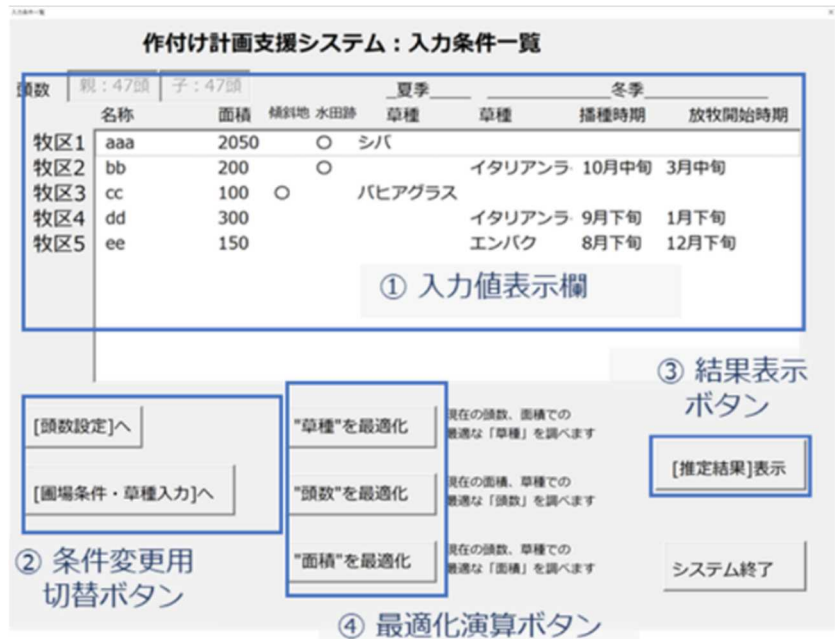 入力条件一覧
作付け計画支援システム：入力条件一覧
頭数 親：47頭 子：47頭 夏季 冬季
名称 面積 傾斜地 水田跡 草種 草種 播種時期 放牧開始時期
牧区1 aaa 2050 ○ シバ
牧区2 bb 200 ○ イタリアンラ 10月中旬 3月中旬
牧区3 cc 100 ○ バヒアグラス
牧区4 dd 300 イタリアンラ 9月下旬 1月下旬
牧区5 ee 150 エンバク 8月下旬 12月下旬
① 入力値表示欄
③ 結果表示
ボタン
[頭数設定]へ
"草種"を最適化
現在の頭数、面積での
最適な「草種」を調べます
[推定結果]表示
[圃場条件・草種入力]へ
"頭数"を最適化
現在の面積、草種での
最適な「頭数」を調べます
② 条件変更用
切替ボタン
"面積"を最適化
現在の頭数、草種での
最適な「面積」を調べます
システム終了
④ 最適化演算ボタン